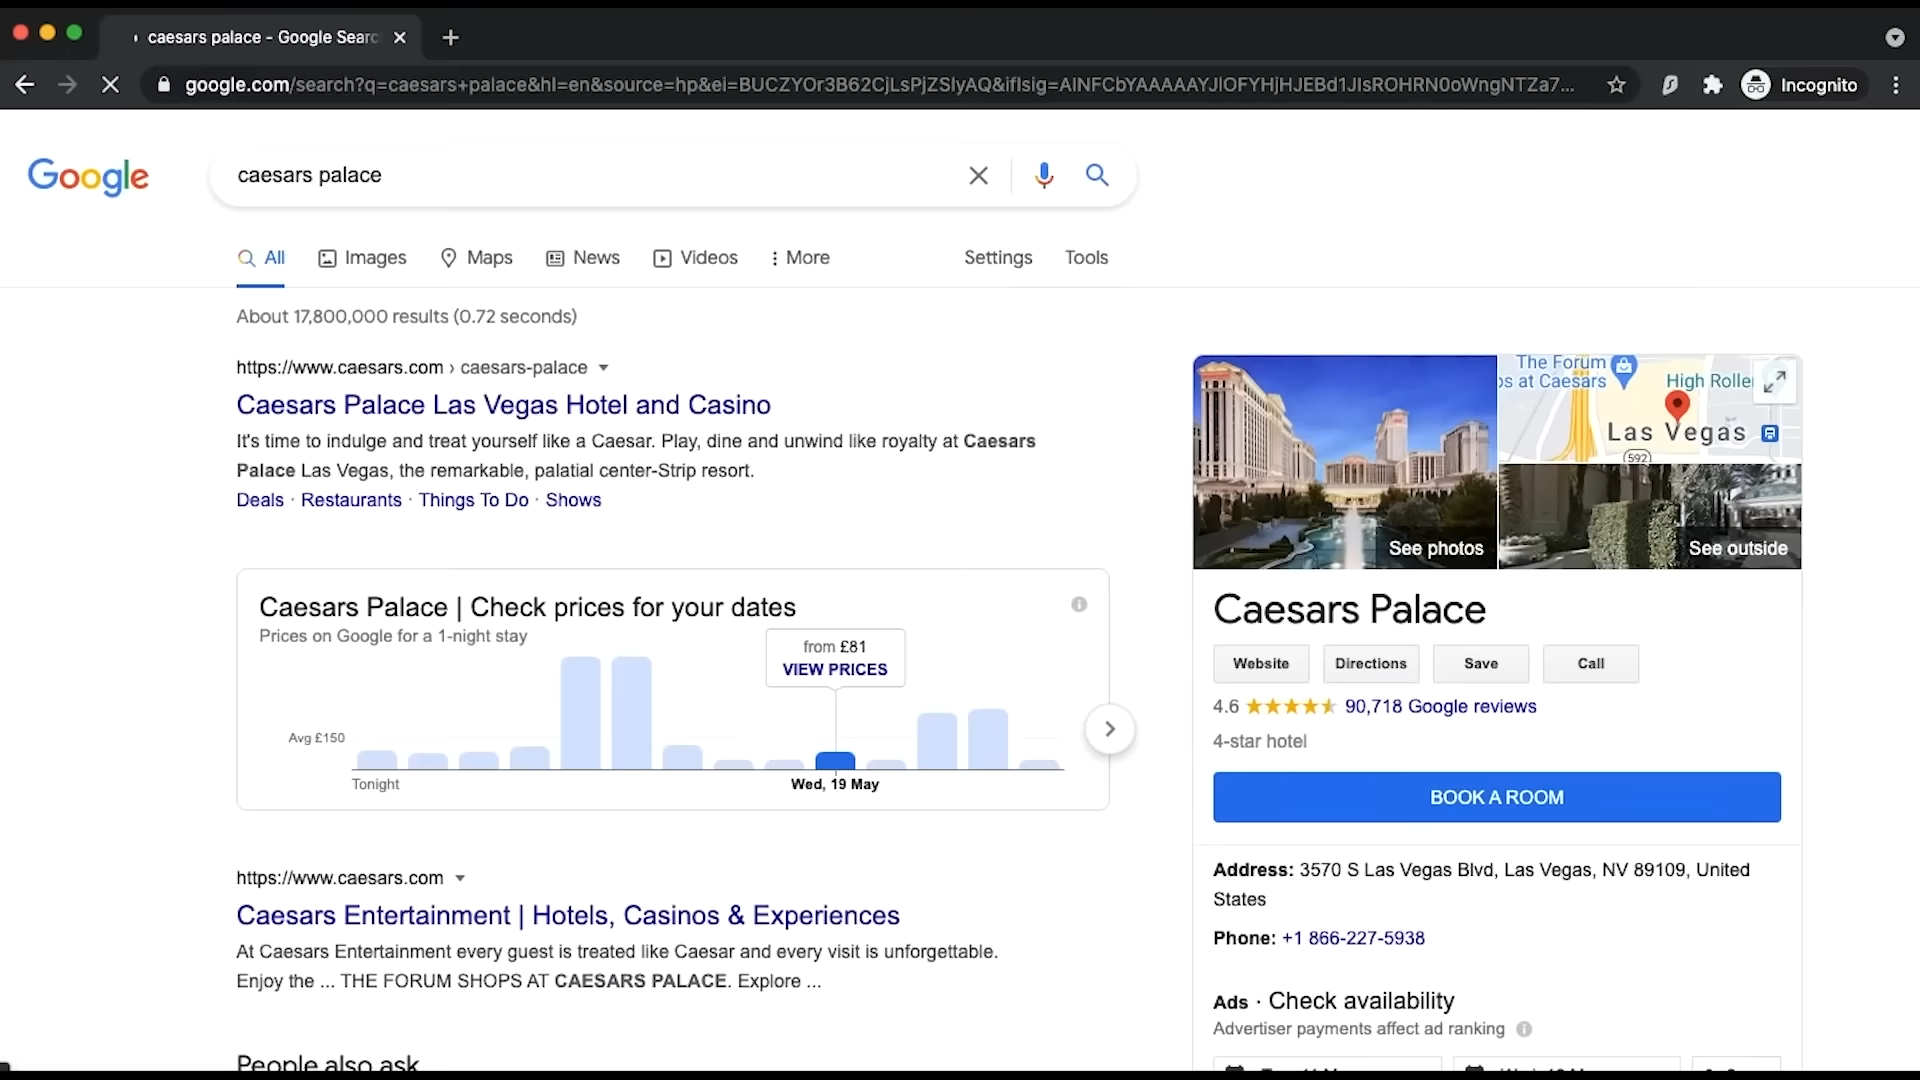 caesars palace - Google Searc
google.com/search?q=caesars+palace&hl=en&source=hp&ei=BUCZYOr3B62CjLsPjZSIyAQ&iflsig=AINFCbYAAAAAYJlOFYHjHJEBd1JIsROHRN0oWngNTZa7...
Incognito
Google
caesars palace
All Images Maps News Videos More Settings Tools
About 17,800,000 results (0.72 seconds)
https://www.caesars.com › caesars-palace
Caesars Palace Las Vegas Hotel and Casino
It's time to indulge and treat yourself like a Caesar. Play, dine and unwind like royalty at Caesars
Palace Las Vegas, the remarkable, palatial center-Strip resort.
Deals · Restaurants · Things To Do · Shows
Caesars Palace | Check prices for your dates
Prices on Google for a 1-night stay
from £81
VIEW PRICES
Avg £150
Tonight
Wed, 19 May
https://www.caesars.com
Caesars Entertainment | Hotels, Casinos & Experiences
At Caesars Entertainment every guest is treated like Caesar and every visit is unforgettable.
Enjoy the ... THE FORUM SHOPS AT CAESARS PALACE. Explore ...
People also ask
The Forum
ps at Caesars
High Roller
Las Vegas
592
See photos
See outside
Caesars Palace
Website Directions Save Call
4.6 90,718 Google reviews
4-star hotel
BOOK A ROOM
Address: 3570 S Las Vegas Blvd, Las Vegas, NV 89109, United
States
Phone: +1 866-227-5938
Ads · Check availability
Advertiser payments affect ad ranking